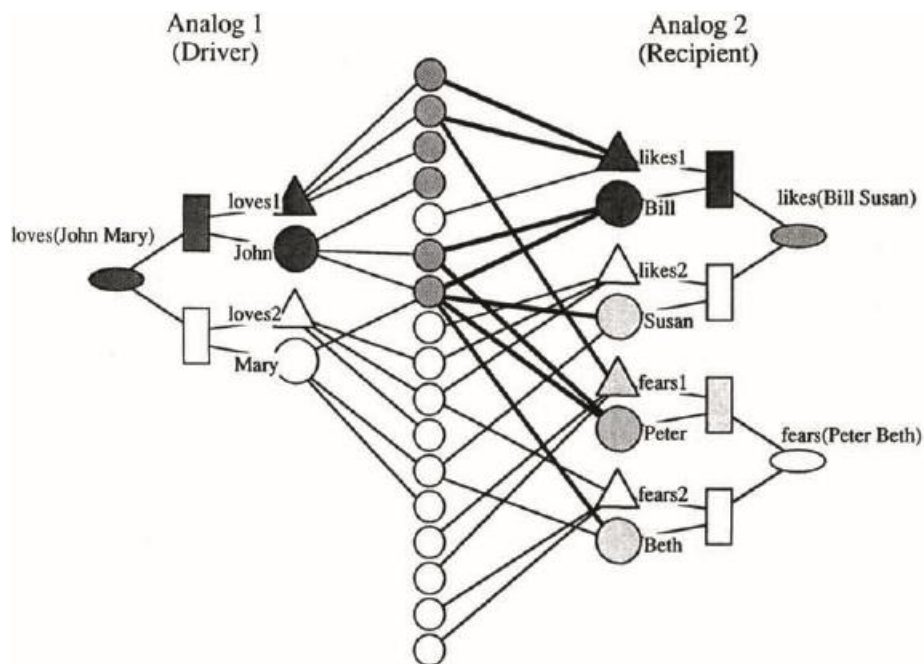 Analog 1
(Driver)
Analog 2
(Recipient)
likes1
loves1
Bill
likes(Bill Susan)
loves(John Mary)
John
likes2
loves2
Susan
Mary
fears1
Peter
fears(Peter Beth)
fears2
Beth